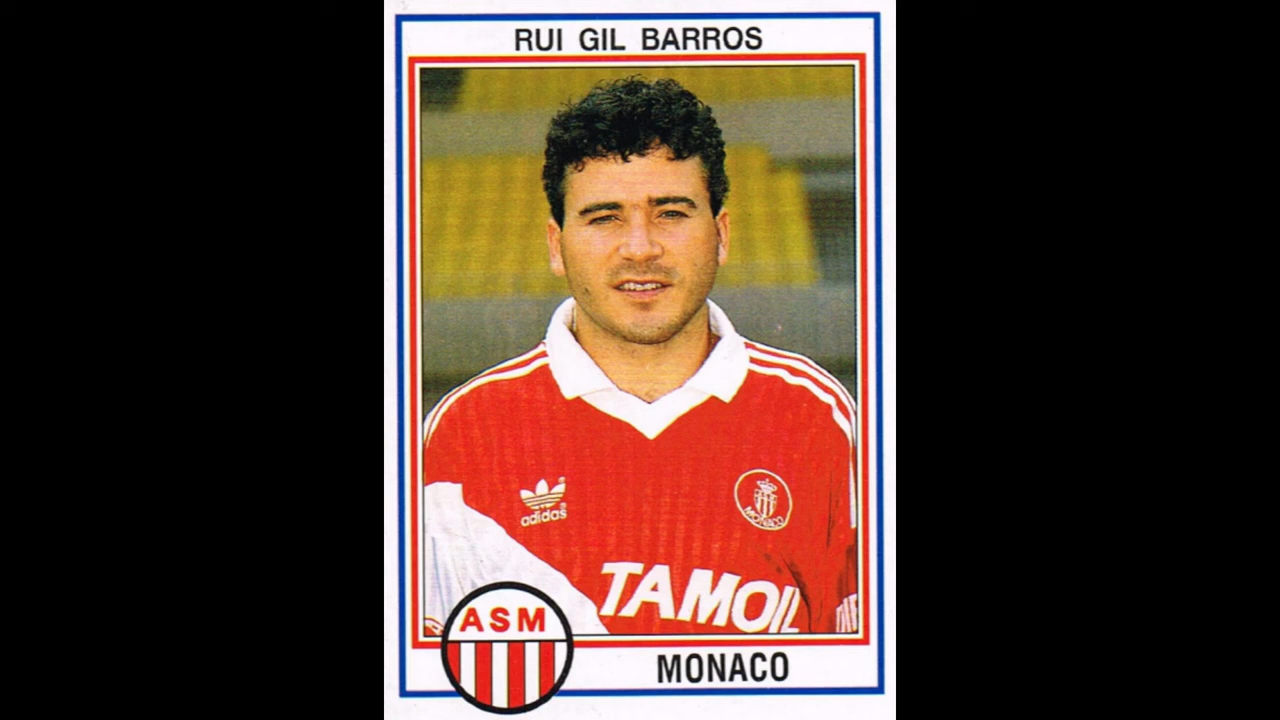 RUI GIL BARROS
adidas
MONACO
TAMOIL
ASM
MONACO